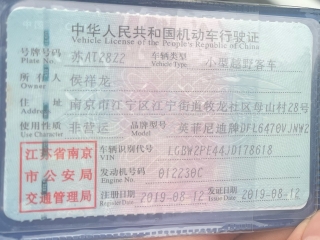 中华人民共和国机动车行驶证
Vehicle License of the People's Republic of China
号牌号码 苏AT28Z2 车辆类型 小型越野客车
Plate No. Vehicle Type
所有人 侯祥龙
Owner
住址 南京市江宁区江宁街道牧龙社区母山村28号
Address
使用性质 非营运 品牌型号 英菲尼迪牌DFL6470VJNW2
Use Character Model
江苏省南京
市公安局
交通管理局
车辆识别代号 LGBW2PE44JD178618
VIN
发动机号码 012230C
Engine No.
注册日期 2019-08-12 发证日期 2019-08-12
Register Date Issue Date